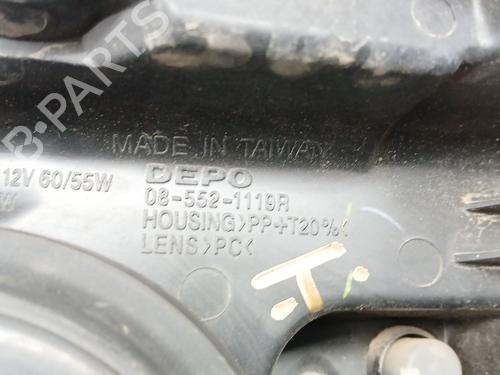 MADE IN TAIWAN
12V 60/55W
DEPO
W
08-552-1119R
HOUSING>PP+T20%<
LENS>PC<
T.
B-PARTS